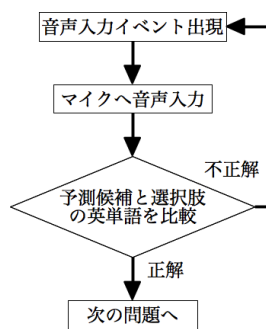 音声入力イベント出現
マイクへ音声入力
不正解
予測候補と選択肢
の英単語を比較
正解
次の問題へ